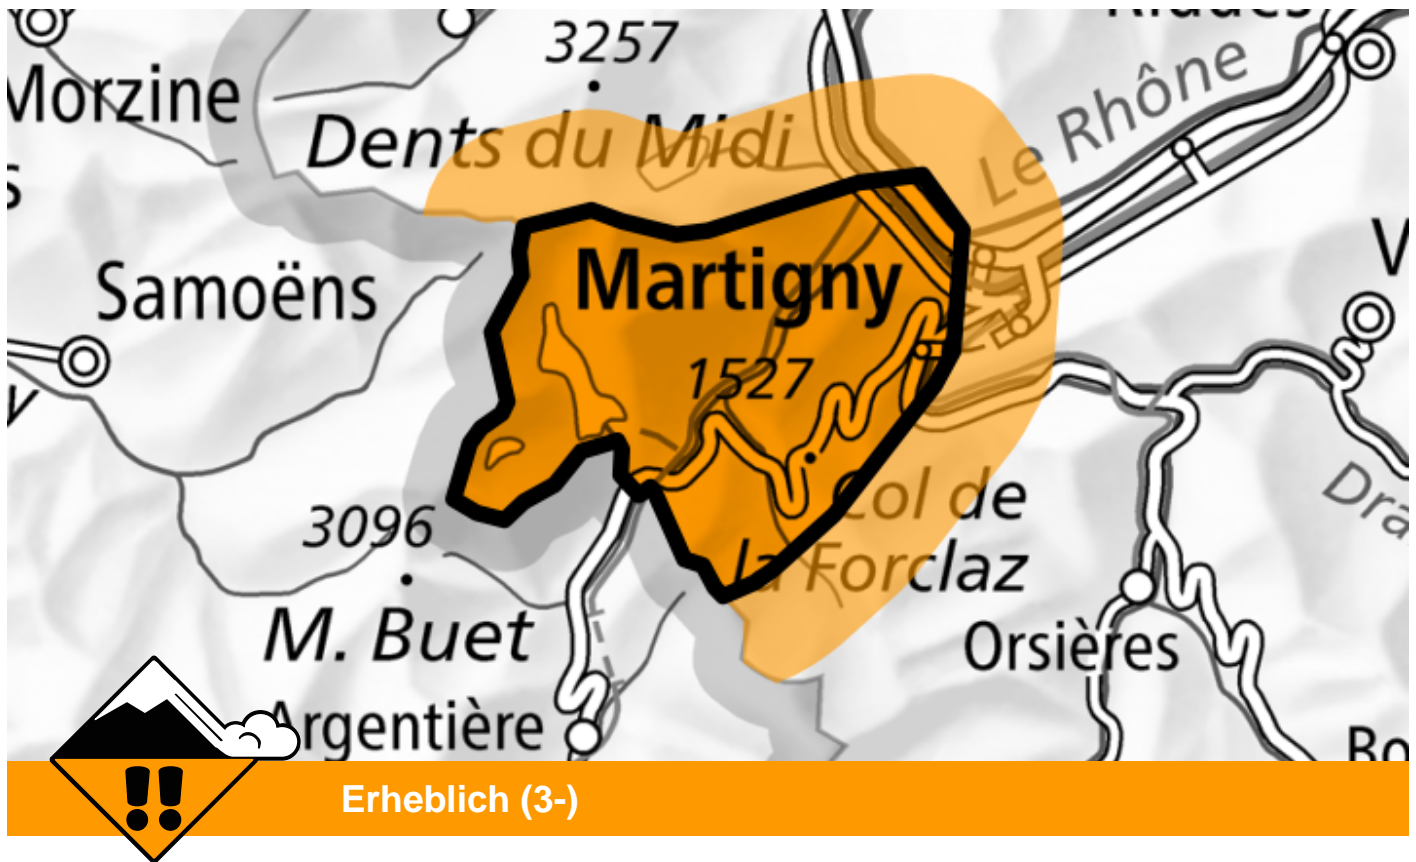 3257
Morzine
Dents du Midi
Le Rhône
Martigny
Samoëns
1527
3096
Col de
la Forclaz
M. Buet
Orsières
Argentière
Erheblich (3-)